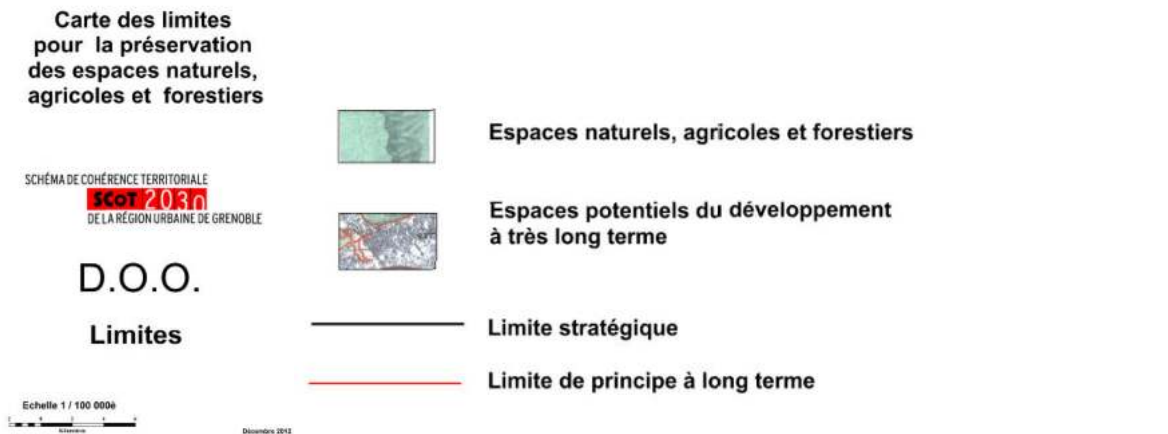 Carte des limites
pour la préservation
des espaces naturels,
agricoles et forestiers
SCHÉMA DE COHÉRENCE TERRITORIALE
SCOT 2030
DE LA RÉGION URBAINE DE GRENOBLE
D.O.O.
Limites
Echelle 1 / 100 000è
Décembre 2012
Espaces naturels, agricoles et forestiers
Espaces potentiels du développement
à très long terme
Limite stratégique
Limite de principe à long terme